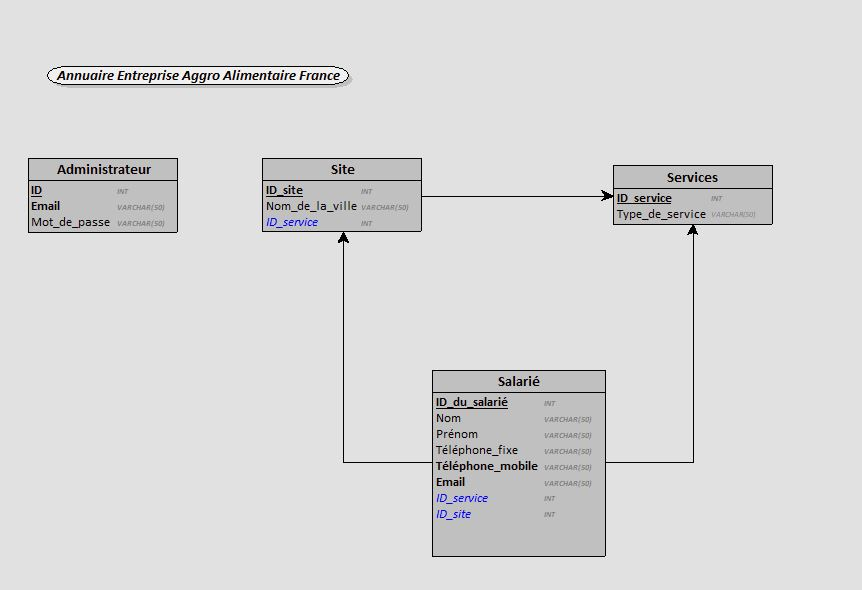 Annuaire Entreprise Aggro Alimentaire France
Administrateur
ID INT
Email VARCHAR(50)
Mot_de_passe VARCHAR(50)
Site
ID_site INT
Nom_de_la_ville VARCHAR(50)
ID_service INT
Services
ID_service INT
Type_de_service VARCHAR(50)
Salarié
ID_du_salarié INT
Nom VARCHAR(50)
Prénom VARCHAR(50)
Téléphone_fixe VARCHAR(50)
Téléphone_mobile VARCHAR(50)
Email VARCHAR(50)
ID_service INT
ID_site INT